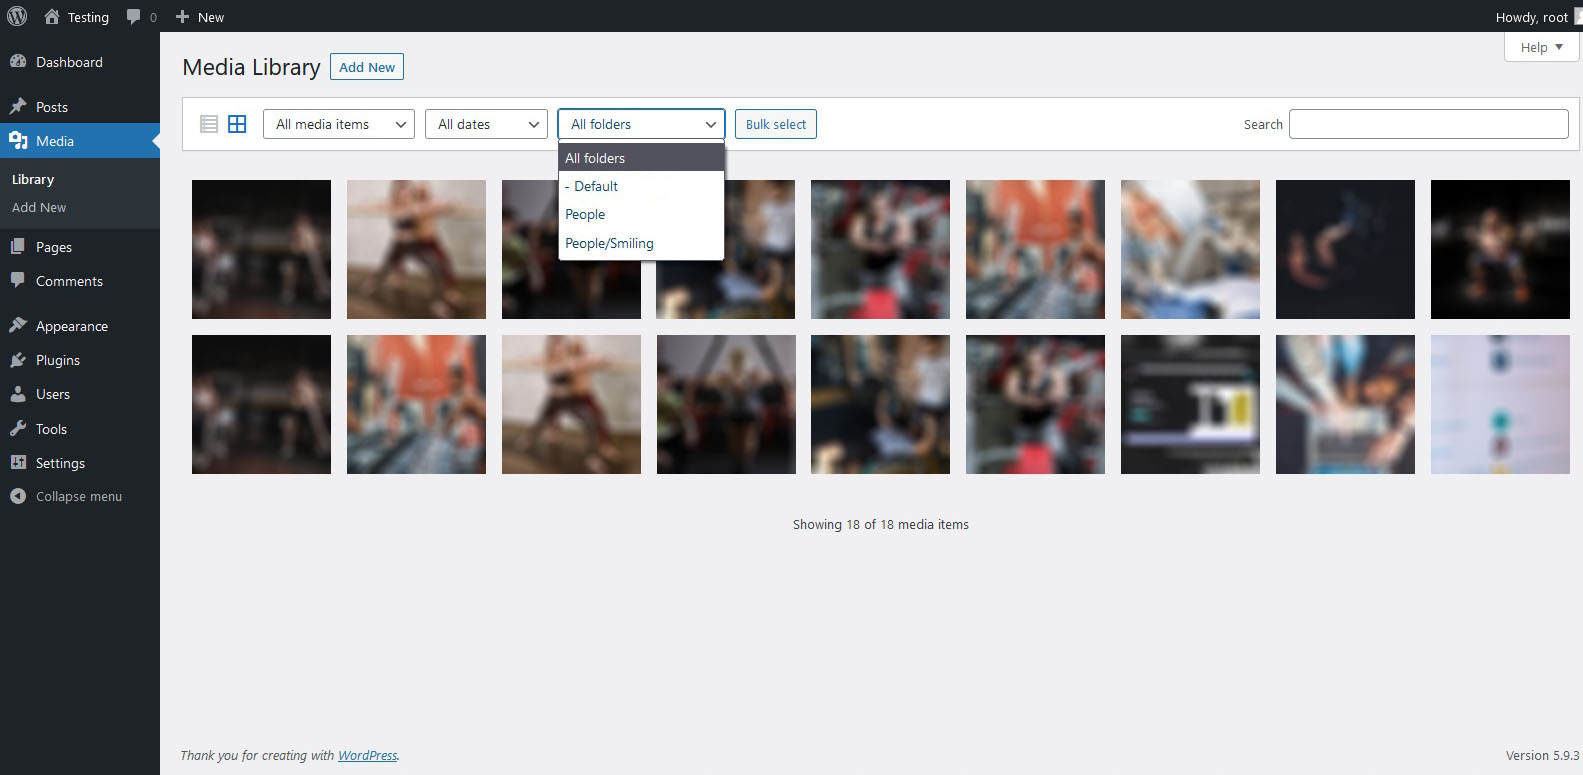 Testing 0 New Howdy, root
Dashboard
Posts
Media
Library
Add New
Pages
Comments
Appearance
Plugins
Users
Tools
Settings
Collapse menu
Help
Media Library Add New
All media items All dates All folders Bulk select Search
All folders
- Default
People
People/Smiling
Showing 18 of 18 media items
Thank you for creating with WordPress. Version 5.9.3